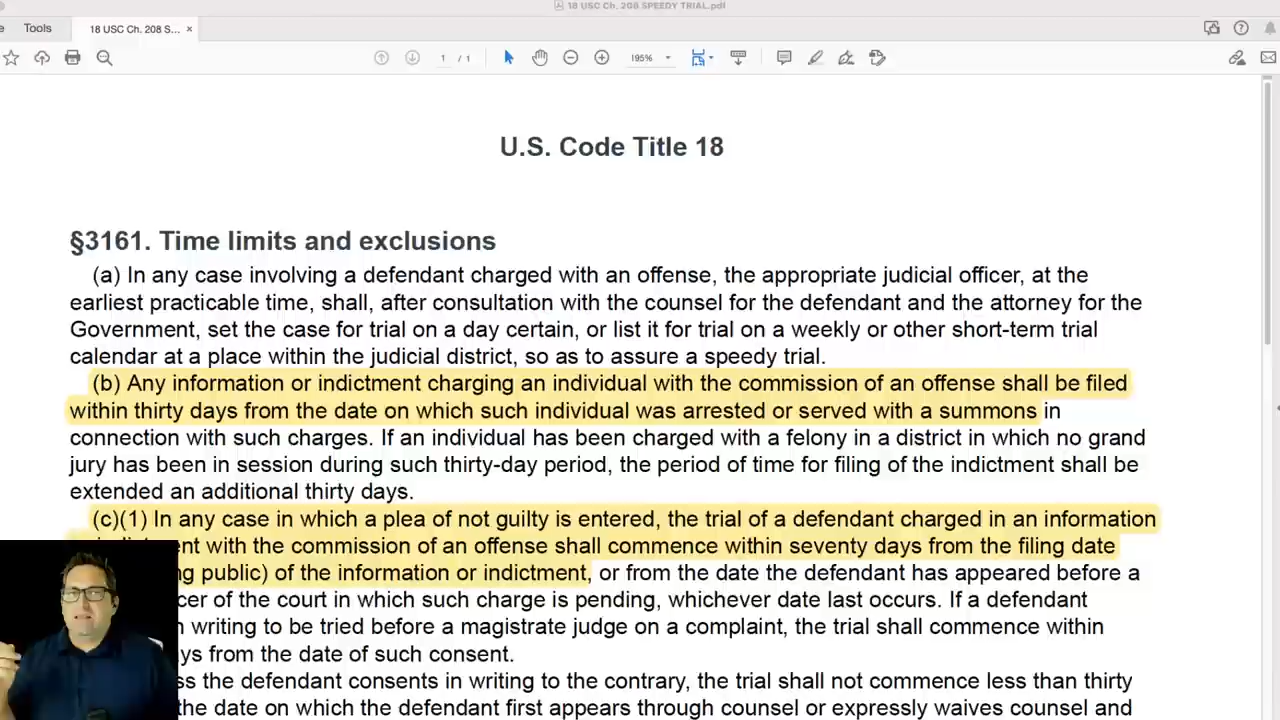 18 USC Ch. 208 SPEEDY TRIAL.pdf
Tools
18 USC Ch. 208 S... ×
1 / 1
195%
U.S. Code Title 18
§3161. Time limits and exclusions
(a) In any case involving a defendant charged with an offense, the appropriate judicial officer, at the
earliest practicable time, shall, after consultation with the counsel for the defendant and the attorney for the
Government, set the case for trial on a day certain, or list it for trial on a weekly or other short-term trial
calendar at a place within the judicial district, so as to assure a speedy trial.
(b) Any information or indictment charging an individual with the commission of an offense shall be filed
within thirty days from the date on which such individual was arrested or served with a summons in
connection with such charges. If an individual has been charged with a felony in a district in which no grand
jury has been in session during such thirty-day period, the period of time for filing of the indictment shall be
extended an additional thirty days.
(c)(1) In any case in which a plea of not guilty is entered, the trial of a defendant charged in an information
with the commission of an offense shall commence within seventy days from the filing date
public) of the information or indictment, or from the date the defendant has appeared before a
of the court in which such charge is pending, whichever date last occurs. If a defendant
writing to be tried before a magistrate judge on a complaint, the trial shall commence within
from the date of such consent.
the defendant consents in writing to the contrary, the trial shall not commence less than thirty
the date on which the defendant first appears through counsel or expressly waives counsel and